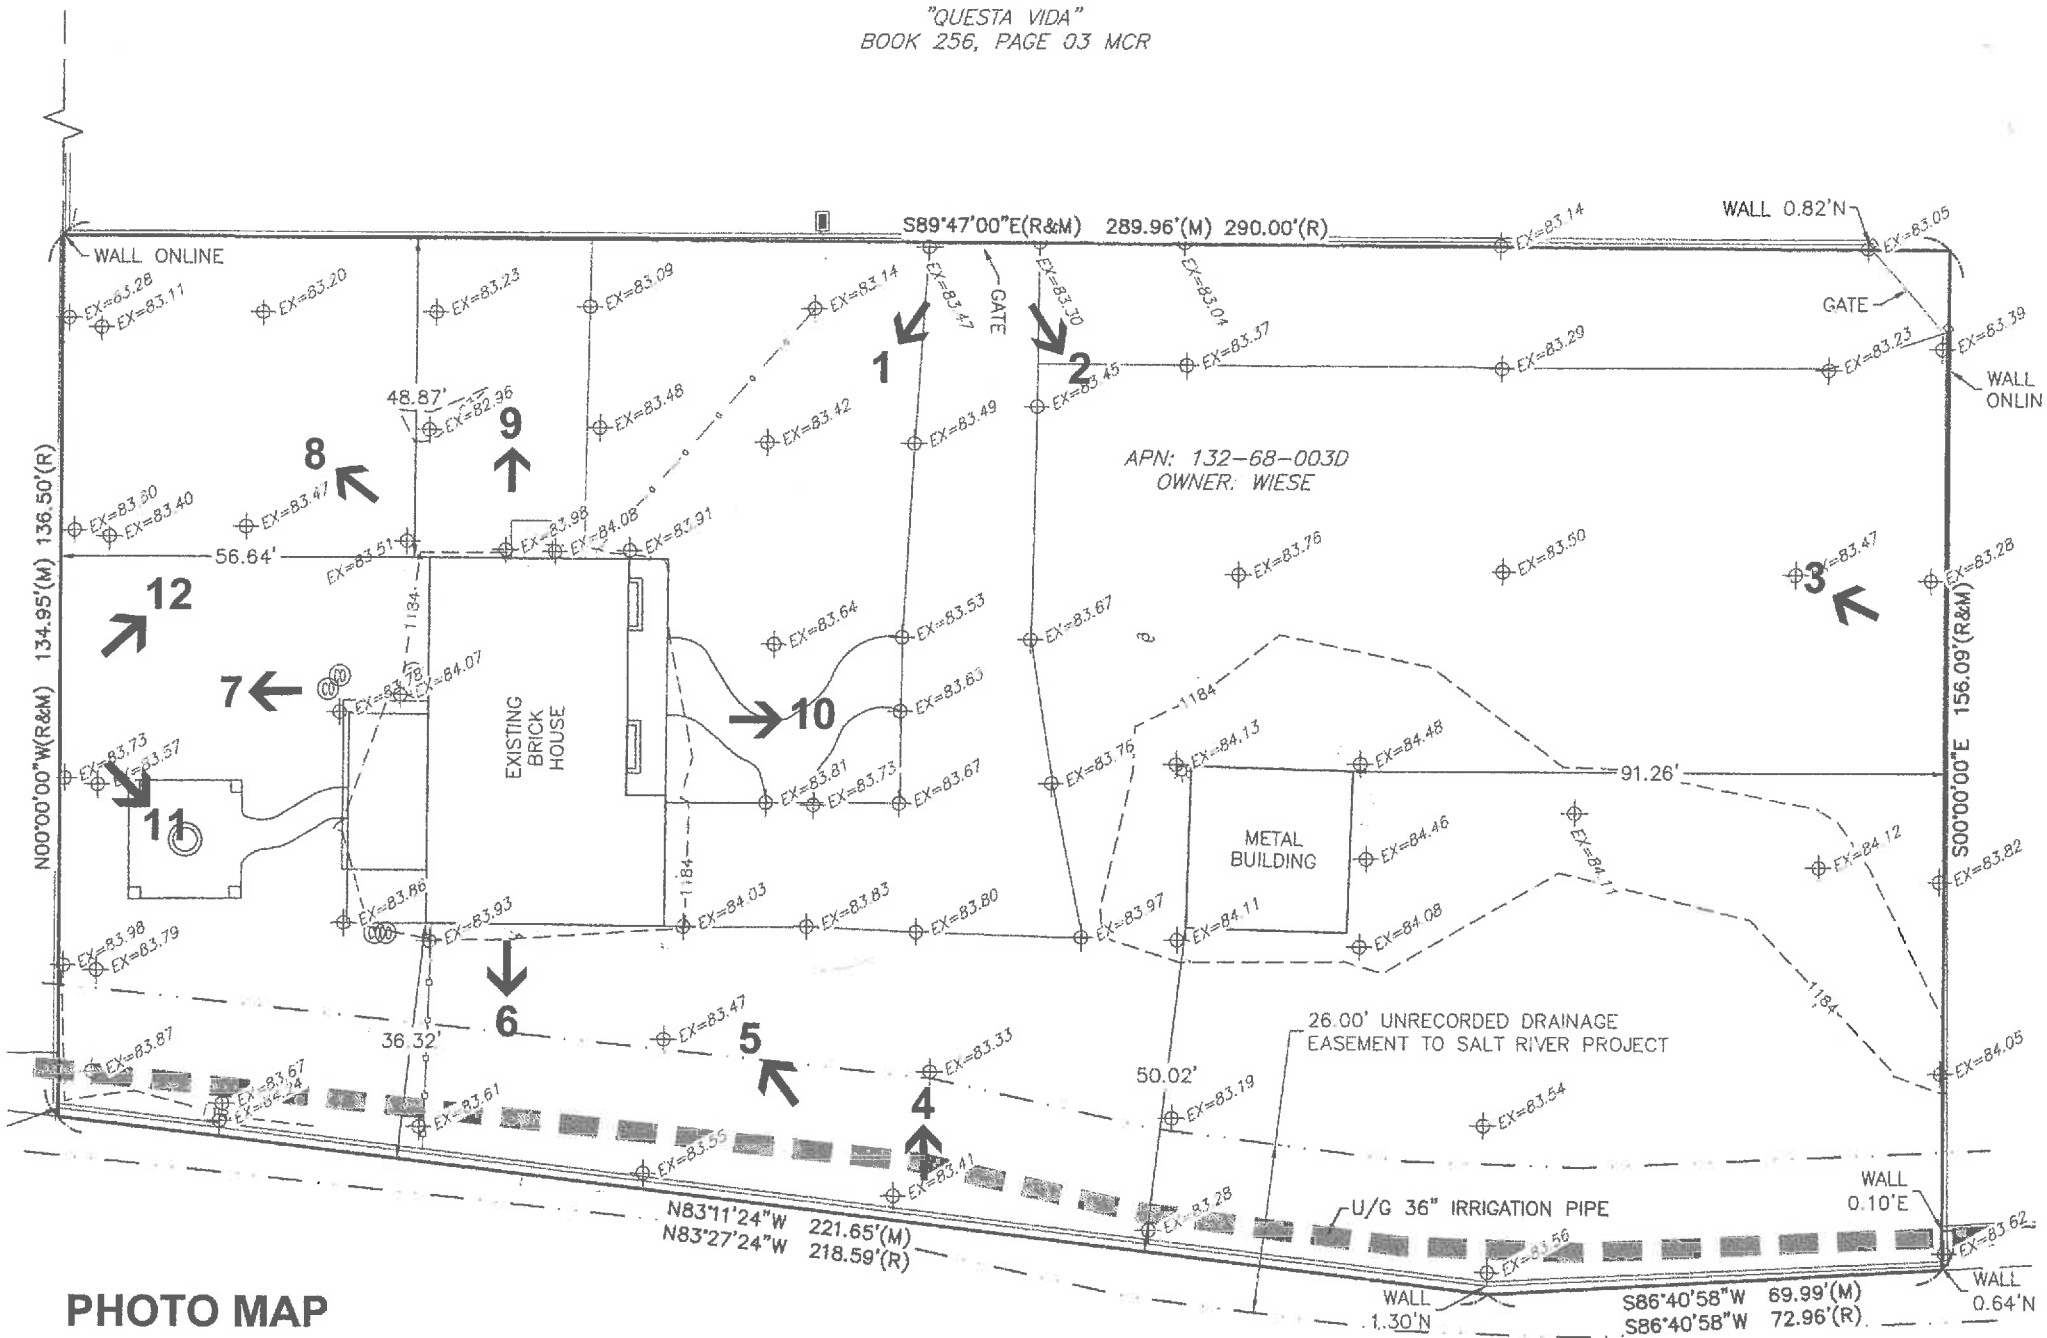 "QUESTA VIDA"
BOOK 256, PAGE 03 MCR
S89°47'00"E(R&M) 289.96'(M) 290.00'(R)
WALL 0.82'N
EX=83.05
EX=83.14
WALL ONLINE
EX=83.28
EX=83.11
EX=83.20
EX=83.23
EX=83.09
EX=83.14
EX=83.47
GATE
EX=83.30
EX=83.04
GATE
EX=83.39
1
2
EX=83.37
EX=83.29
EX=83.23
WALL
ONLIN
48.87'
EX=82.96
9
EX=83.48
EX=83.42
EX=83.49
EX=83.45
8
APN: 132-68-003D
OWNER: WIESE
N00°00'00"W(R&M) 134.95'(M) 136.50'(R)
EX=83.60
EX=83.40
EX=83.47
EX=83.51
EX=83.98
EX=84.08
EX=83.91
56.64'
EX=83.76
EX=83.50
EX=83.47
3
EX=83.28
12
1184
EX=83.64
EX=83.53
EX=83.67
S00°00'00"E 156.09'(R&M)
7
EX=83.78
EX=84.07
EXISTING
BRICK
HOUSE
10
EX=83.63
1184
EX=83.73
EX=83.57
11
EX=83.81
EX=83.73
EX=83.67
EX=83.76
EX=84.13
EX=84.48
91.26'
METAL
BUILDING
EX=84.46
EX=84.11
EX=84.12
EX=83.82
1184
EX=83.86
EX=83.93
EX=84.03
EX=83.83
EX=83.80
EX=83.97
EX=84.11
EX=84.08
EX=83.98
EX=83.79
6
36.32'
EX=83.47
5
EX=83.33
1184
26.00' UNRECORDED DRAINAGE
EASEMENT TO SALT RIVER PROJECT
50.02'
EX=83.87
EX=83.67
EX=84.24
EX=83.61
4
EX=83.19
EX=83.54
EX=84.05
EX=83.55
EX=83.41
EX=83.28
N83°11'24"W 221.65'(M)
N83°27'24"W 218.59'(R)
U/G 36" IRRIGATION PIPE
WALL
0.10'E
EX=83.62
EX=83.56
WALL
1.30'N
S86°40'58"W 69.99'(M)
S86°40'58"W 72.96'(R)
WALL
0.64'N
PHOTO MAP